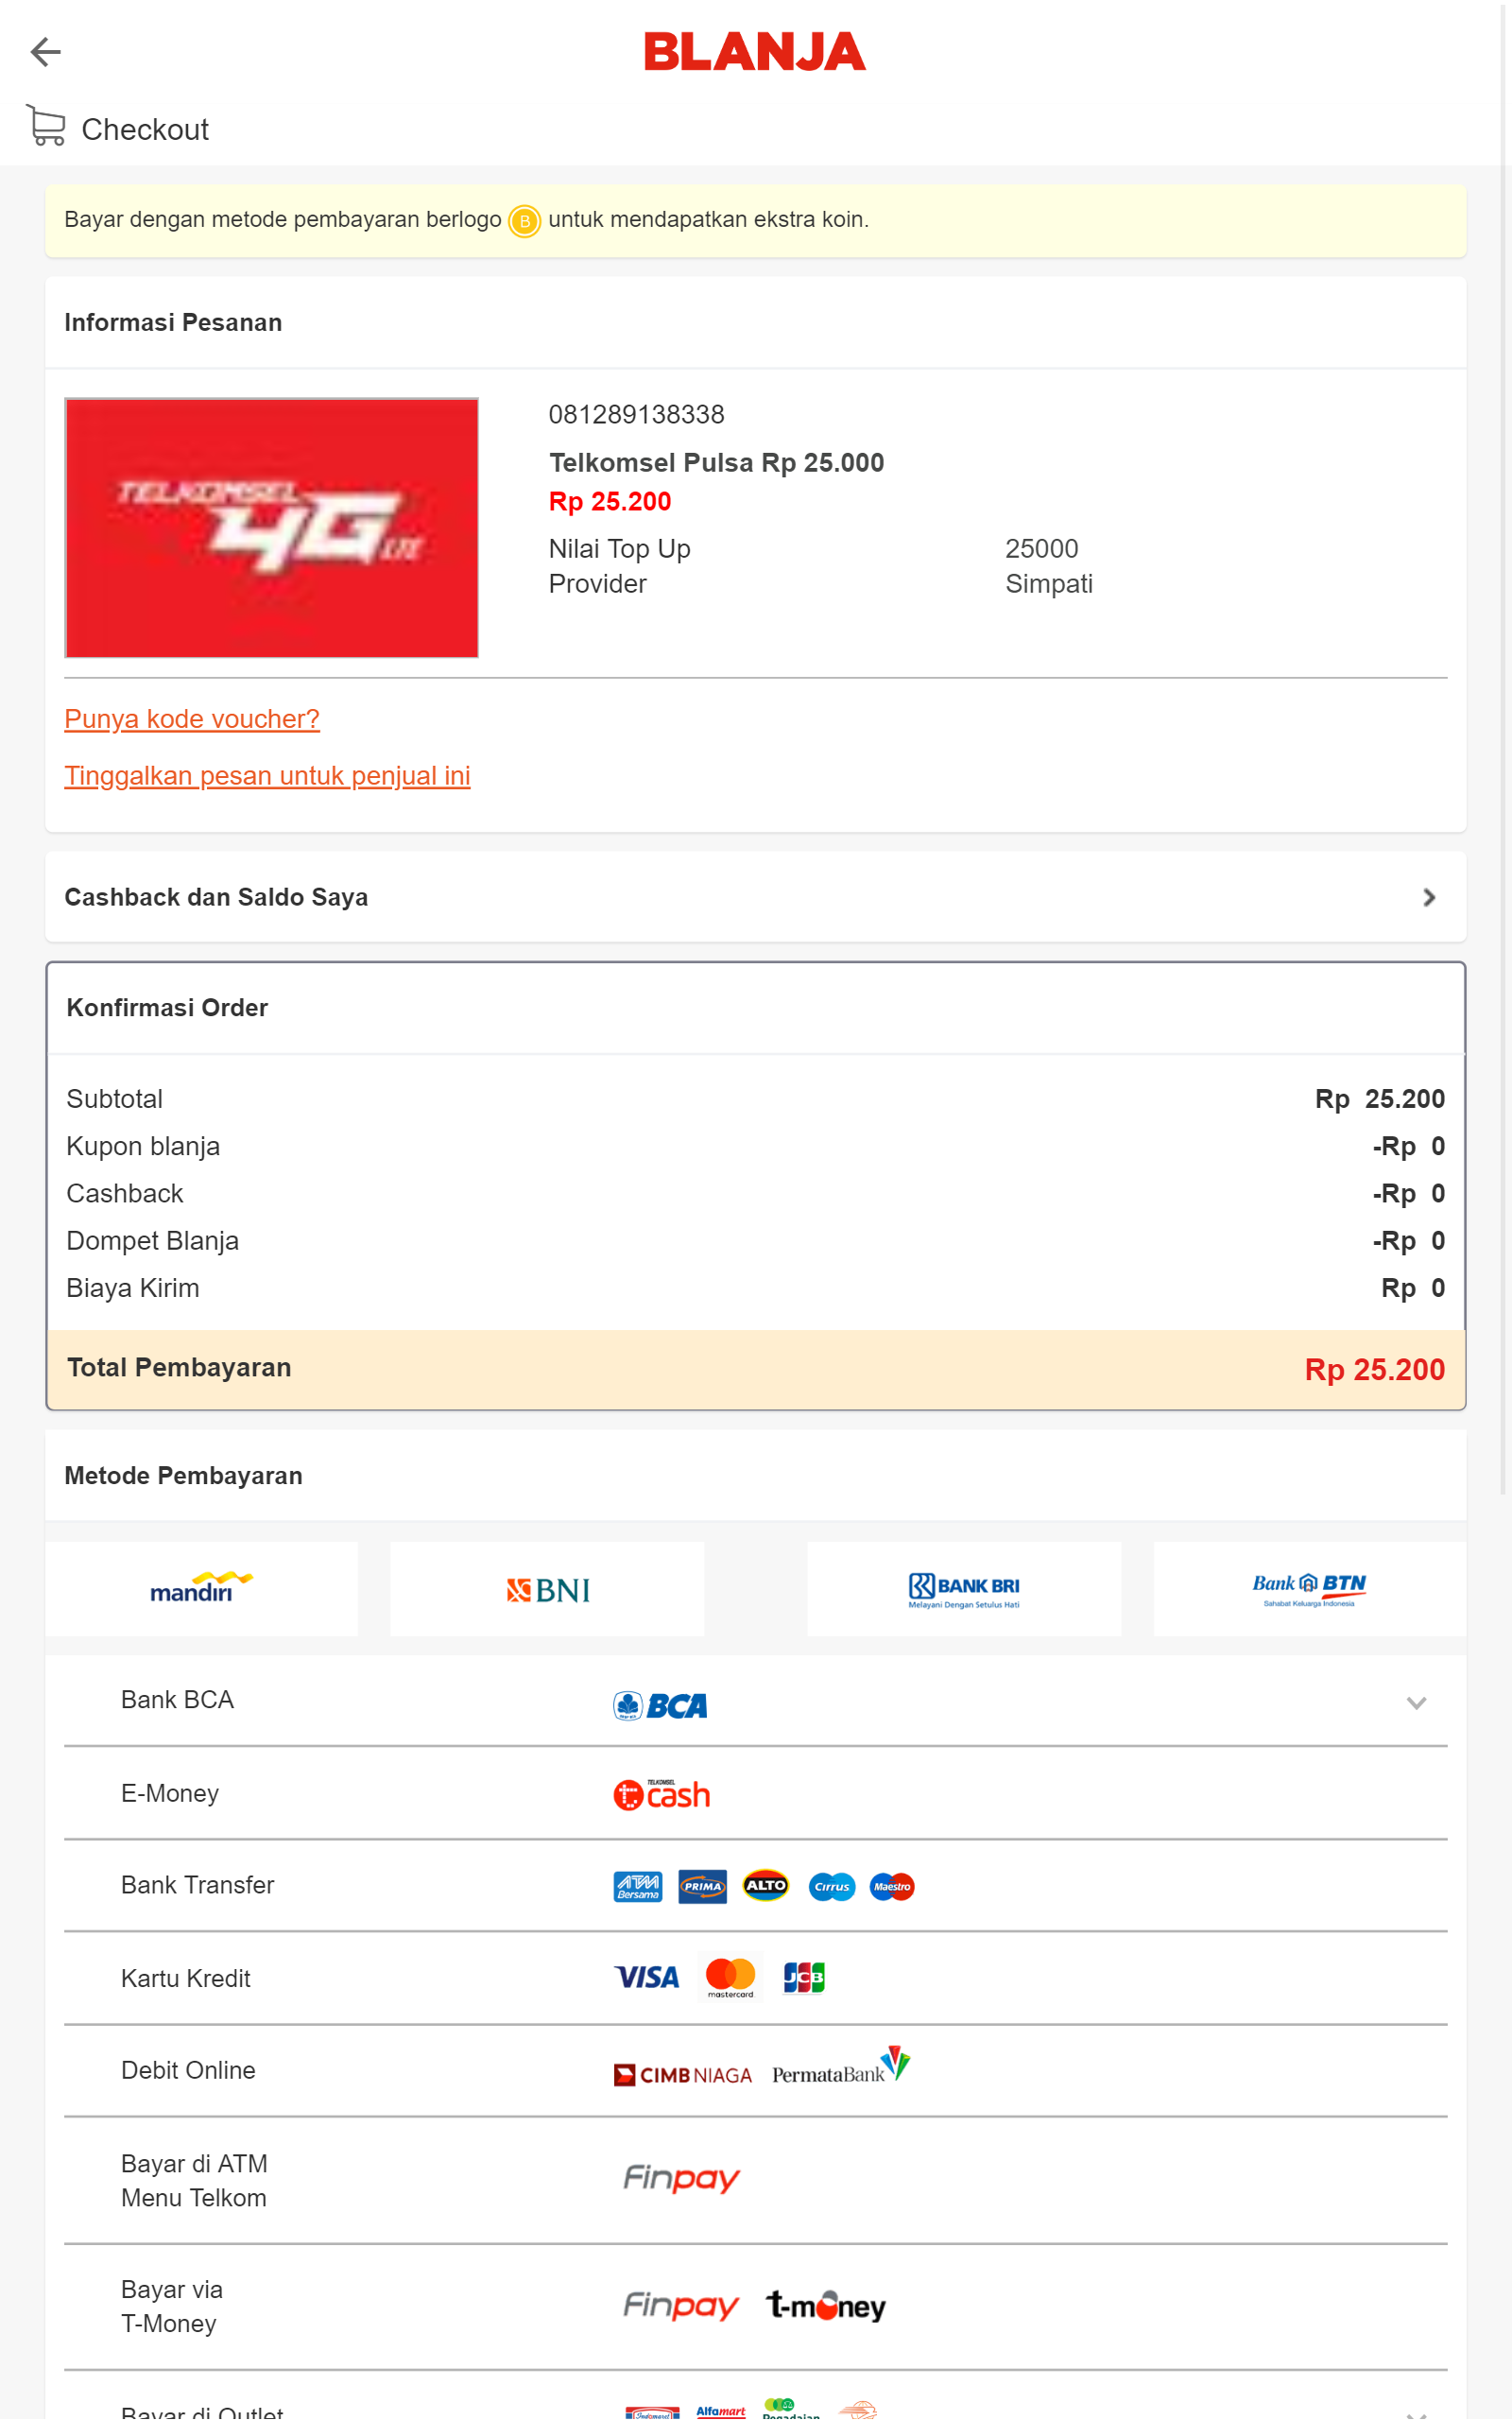 BLANJA
Checkout
Bayar dengan metode pembayaran berlogo B untuk mendapatkan ekstra koin.
Informasi Pesanan
TELKOMSEL
4G LTE
081289138338
Telkomsel Pulsa Rp 25.000
Rp 25.200
Nilai Top Up 25000
Provider Simpati
Punya kode voucher?
Tinggalkan pesan untuk penjual ini
Cashback dan Saldo Saya
Konfirmasi Order
Subtotal Rp 25.200
Kupon blanja -Rp 0
Cashback -Rp 0
Dompet Blanja -Rp 0
Biaya Kirim Rp 0
Total Pembayaran Rp 25.200
Metode Pembayaran
mandiri BNI BANK BRI Bank BTN
Melayani Dengan Setulus Hati Sahabat Keluarga Indonesia
Bank BCA BCA
E-Money TELKOMSEL t cash
Bank Transfer ATM Bersama PRIMA ALTO Cirrus Maestro
Kartu Kredit VISA mastercard JCB
Debit Online CIMB NIAGA PermataBank
Bayar di ATM
Menu Telkom
Finpay
Bayar via
T-Money
Finpay t-money
Bayar di Outlet Indomaret Alfamart Pegadaian